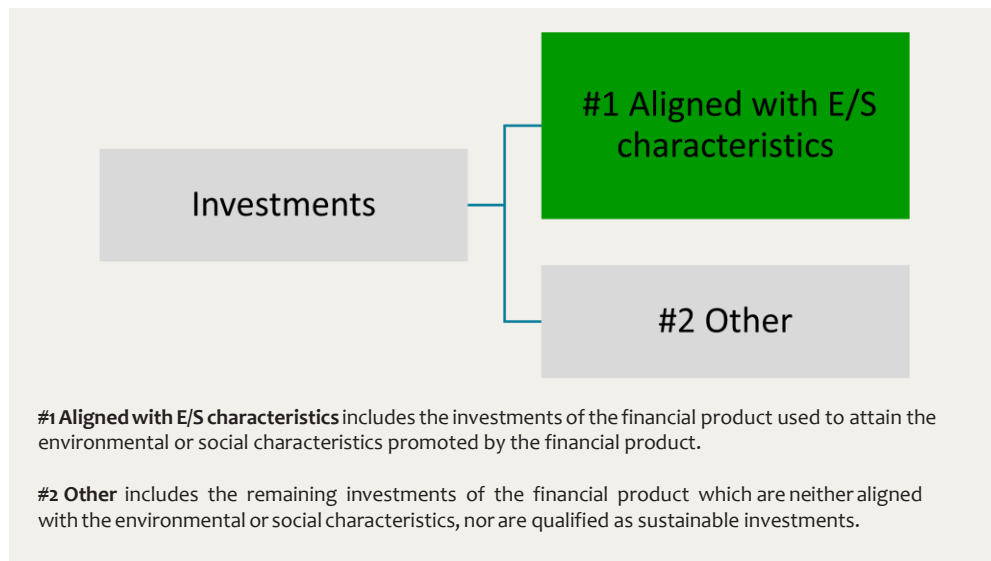 #1 Aligned with E/S
characteristics
Investments
#2 Other
#1 Aligned with E/S characteristics includes the investments of the financial product used to attain the
environmental or social characteristics promoted by the financial product.
#2 Other includes the remaining investments of the financial product which are neither aligned
with the environmental or social characteristics, nor are qualified as sustainable investments.